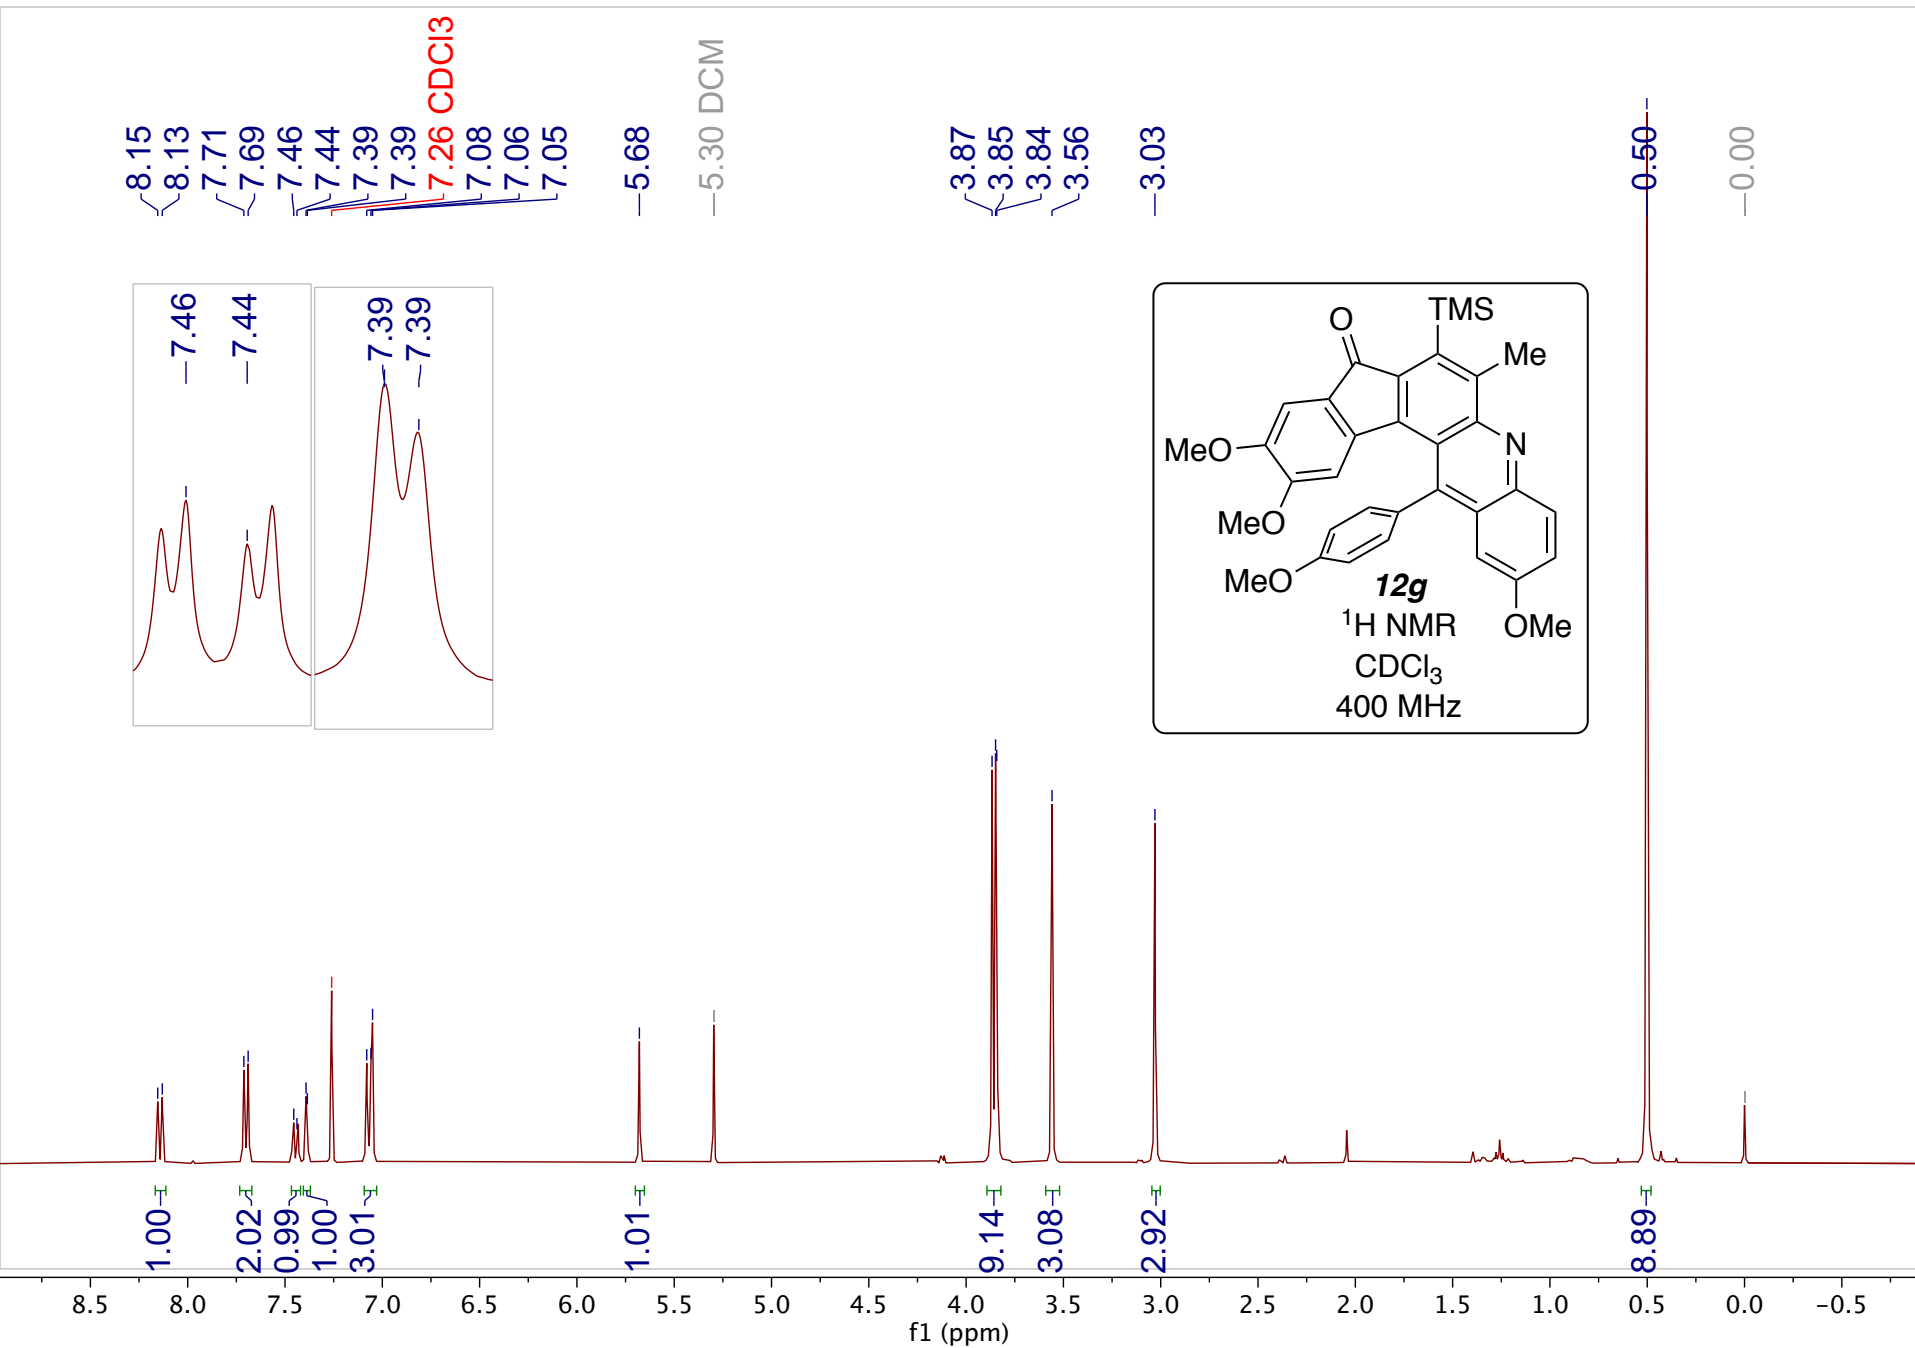 8.15
8.13
7.71
7.69
7.46
7.44
7.39
7.39
7.26 CDCl3
7.08
7.06
7.05
5.68
5.30 DCM
3.87
3.85
3.84
3.56
3.03
0.50
0.00
7.46
7.44
7.39
7.39
O
TMS
Me
N
MeO
MeO
MeO
OMe
12g
¹H NMR
CDCl₃
400 MHz
1.00
2.02
0.99
1.00
3.01
1.01
9.14
3.08
2.92
8.89
8.5 8.0 7.5 7.0 6.5 6.0 5.5 5.0 4.5 4.0 3.5 3.0 2.5 2.0 1.5 1.0 0.5 0.0 −0.5
f1 (ppm)